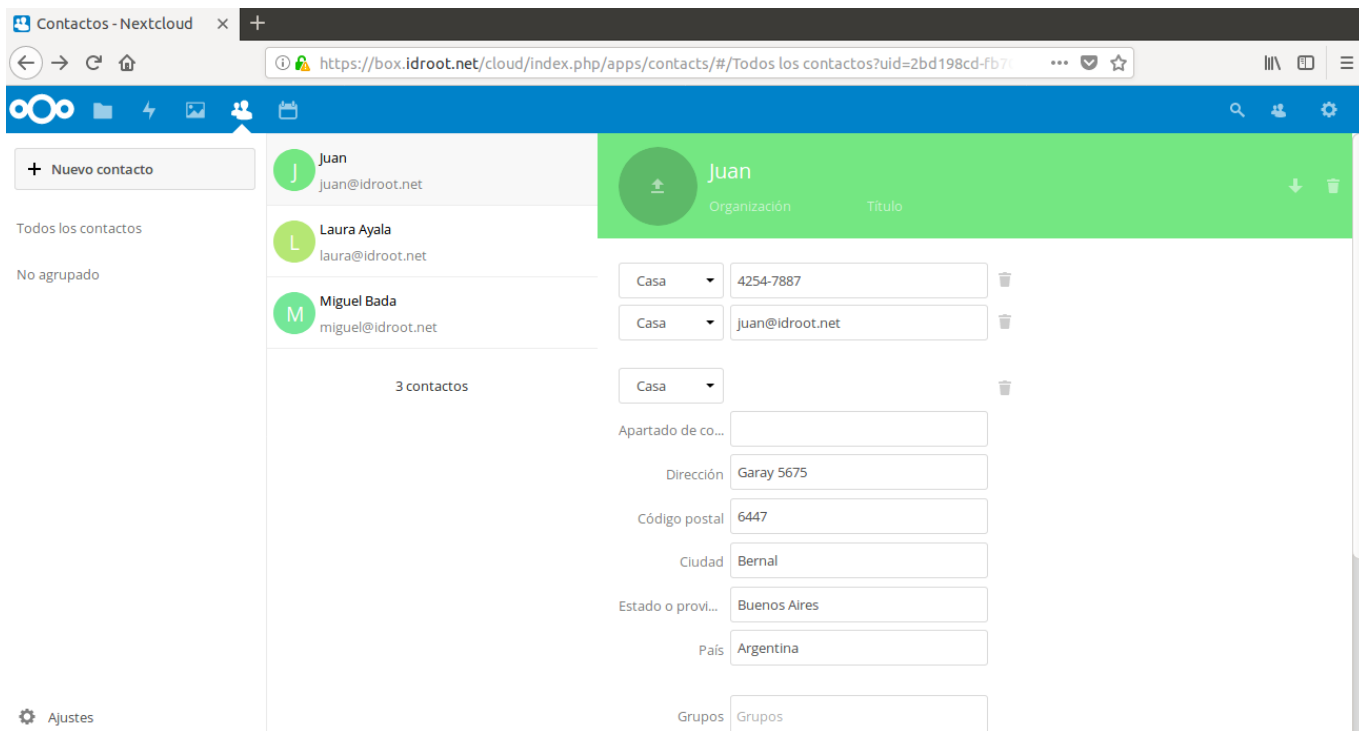 Contactos - Nextcloud
https://box.idroot.net/cloud/index.php/apps/contacts/#/Todos los contactos?uid=2bd198cd-fb7
Nuevo contacto
Todos los contactos
No agrupado
Ajustes
J
Juan
juan@idroot.net
L
Laura Ayala
laura@idroot.net
M
Miguel Bada
miguel@idroot.net
3 contactos
Juan
Organización Título
Casa 4254-7887
Casa juan@idroot.net
Casa
Apartado de co...
Dirección Garay 5675
Código postal 6447
Ciudad Bernal
Estado o provi... Buenos Aires
País Argentina
Grupos Grupos